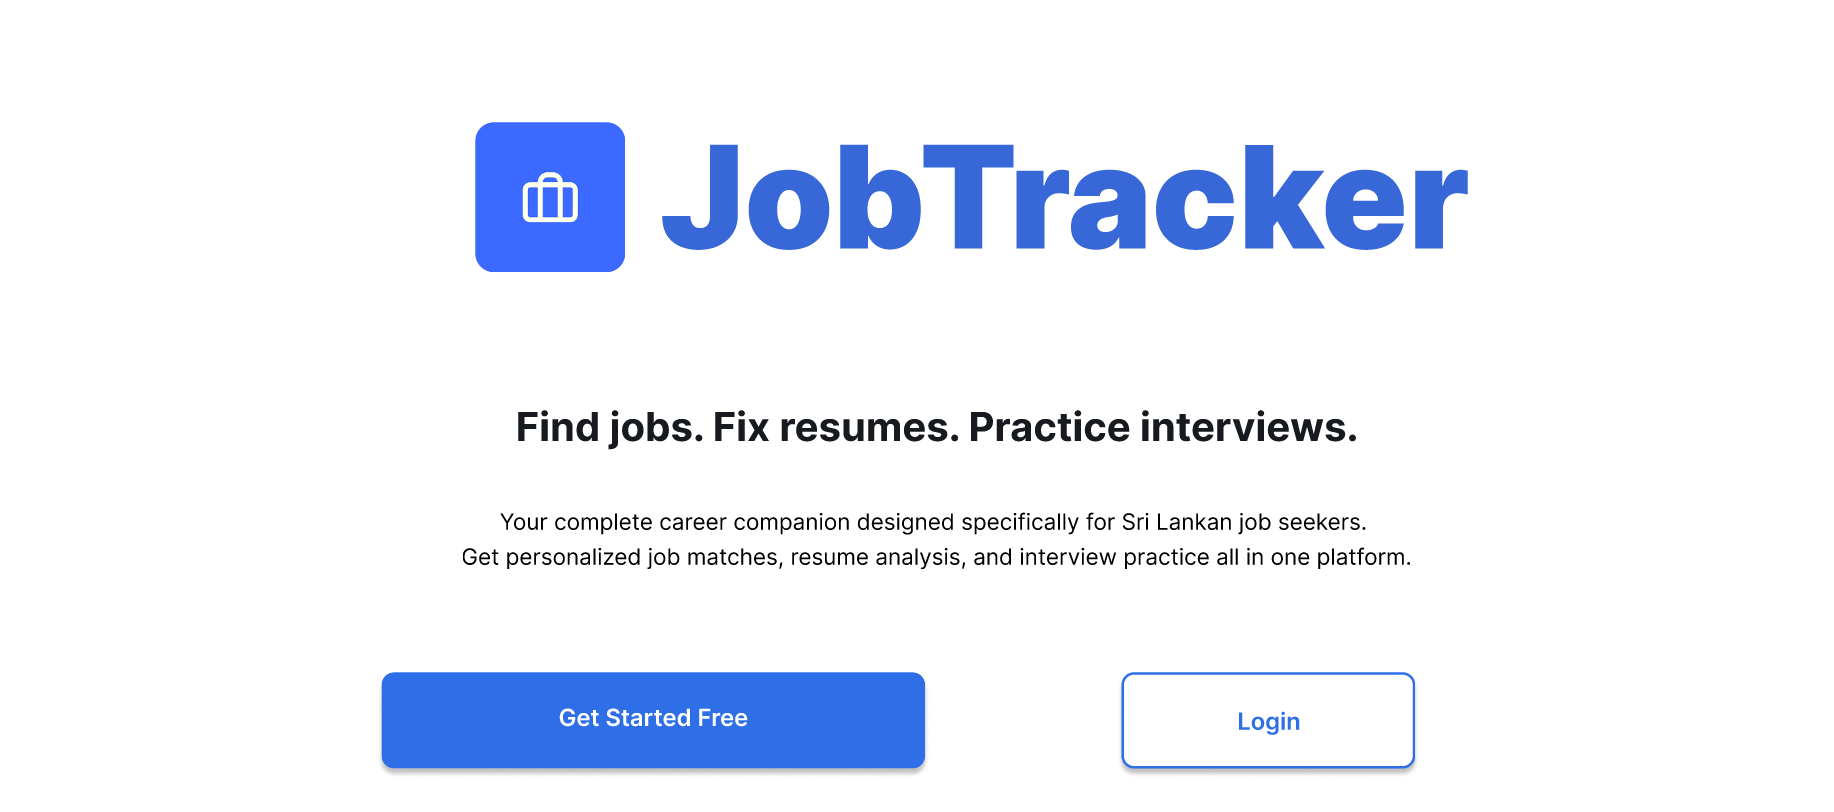 JobTracker
Find jobs. Fix resumes. Practice interviews.
Your complete career companion designed specifically for Sri Lankan job seekers.
Get personalized job matches, resume analysis, and interview practice all in one platform.
Get Started Free
Login